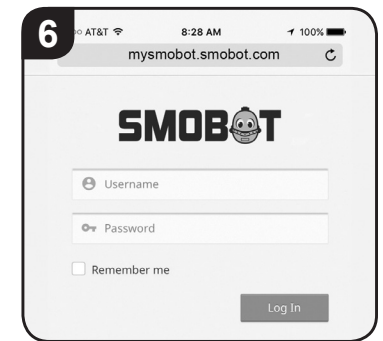 6
AT&T 8:28 AM 100%
mysmobot.smobot.com
SMOBOT
Username
Password
Remember me
Log In